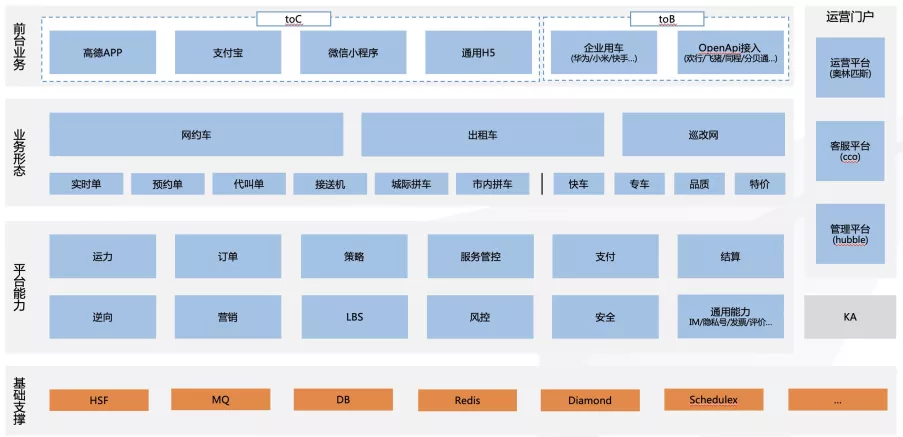 前台业务
toC
高德APP
支付宝
微信小程序
通用H5
toB
企业用车
(华为/小米/快手...)
OpenApi接入
(欢行/飞猪/同程/分贝通...)
业务形态
网约车
出租车
巡改网
实时单
预约单
代叫单
接送机
城际拼车
市内拼车
快车
专车
品质
特价
平台能力
运力
订单
策略
服务管控
支付
结算
逆向
营销
LBS
风控
安全
通用能力
IM/隐私号/发票/评价...
基础支撑
HSF
MQ
DB
Redis
Diamond
Schedulex
...
运营门户
运营平台
(奥林匹斯)
客服平台
(cco)
管理平台
(hubble)
KA